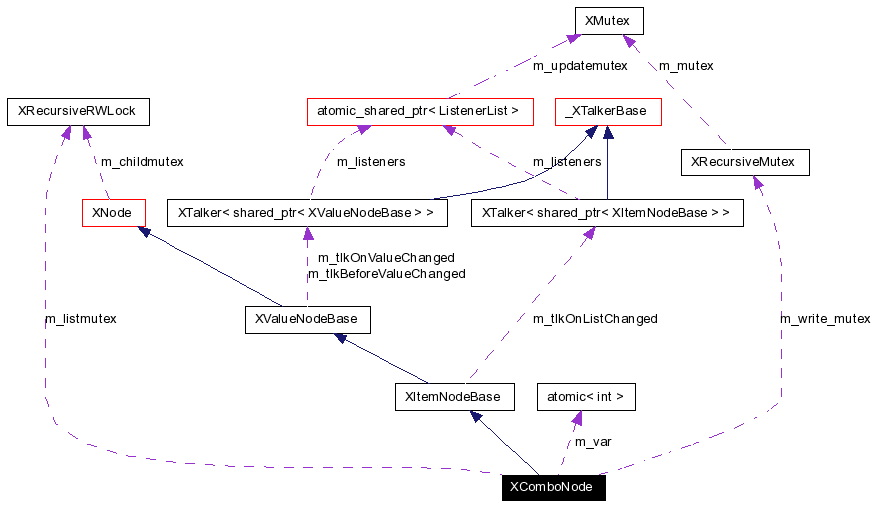 XMutex
m_updatemutex
m_mutex
XRecursiveRWLock
atomic_shared_ptr< ListenerList >
_XTalkerBase
m_childmutex
m_listeners
m_listeners
XRecursiveMutex
XNode
XTalker< shared_ptr< XValueNodeBase > >
XTalker< shared_ptr< XItemNodeBase > >
m_tlkOnValueChanged
m_tlkBeforeValueChanged
m_listmutex
XValueNodeBase
m_tlkOnListChanged
m_write_mutex
XItemNodeBase
atomic< int >
m_var
XComboNode